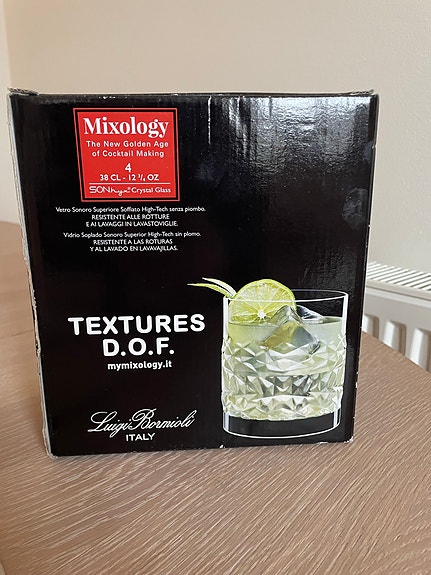 Mixology
The New Golden Age
of Cocktail Making
4
38 CL - 12 ¾ OZ
SON.hyx® Crystal Glass
Vetro Sonoro Superiore Soffiato High-Tech senza piombo.
RESISTENTE ALLE ROTTURE
E AI LAVAGGI IN LAVASTOVIGLIE.
Vidrio Soplado Sonoro Superior High-Tech sin plomo.
RESISTENTE A LAS ROTURAS
Y AL LAVADO EN LAVAVAJILLAS.
TEXTURES
D.O.F.
mymixology.it
Luigi Bormioli
ITALY